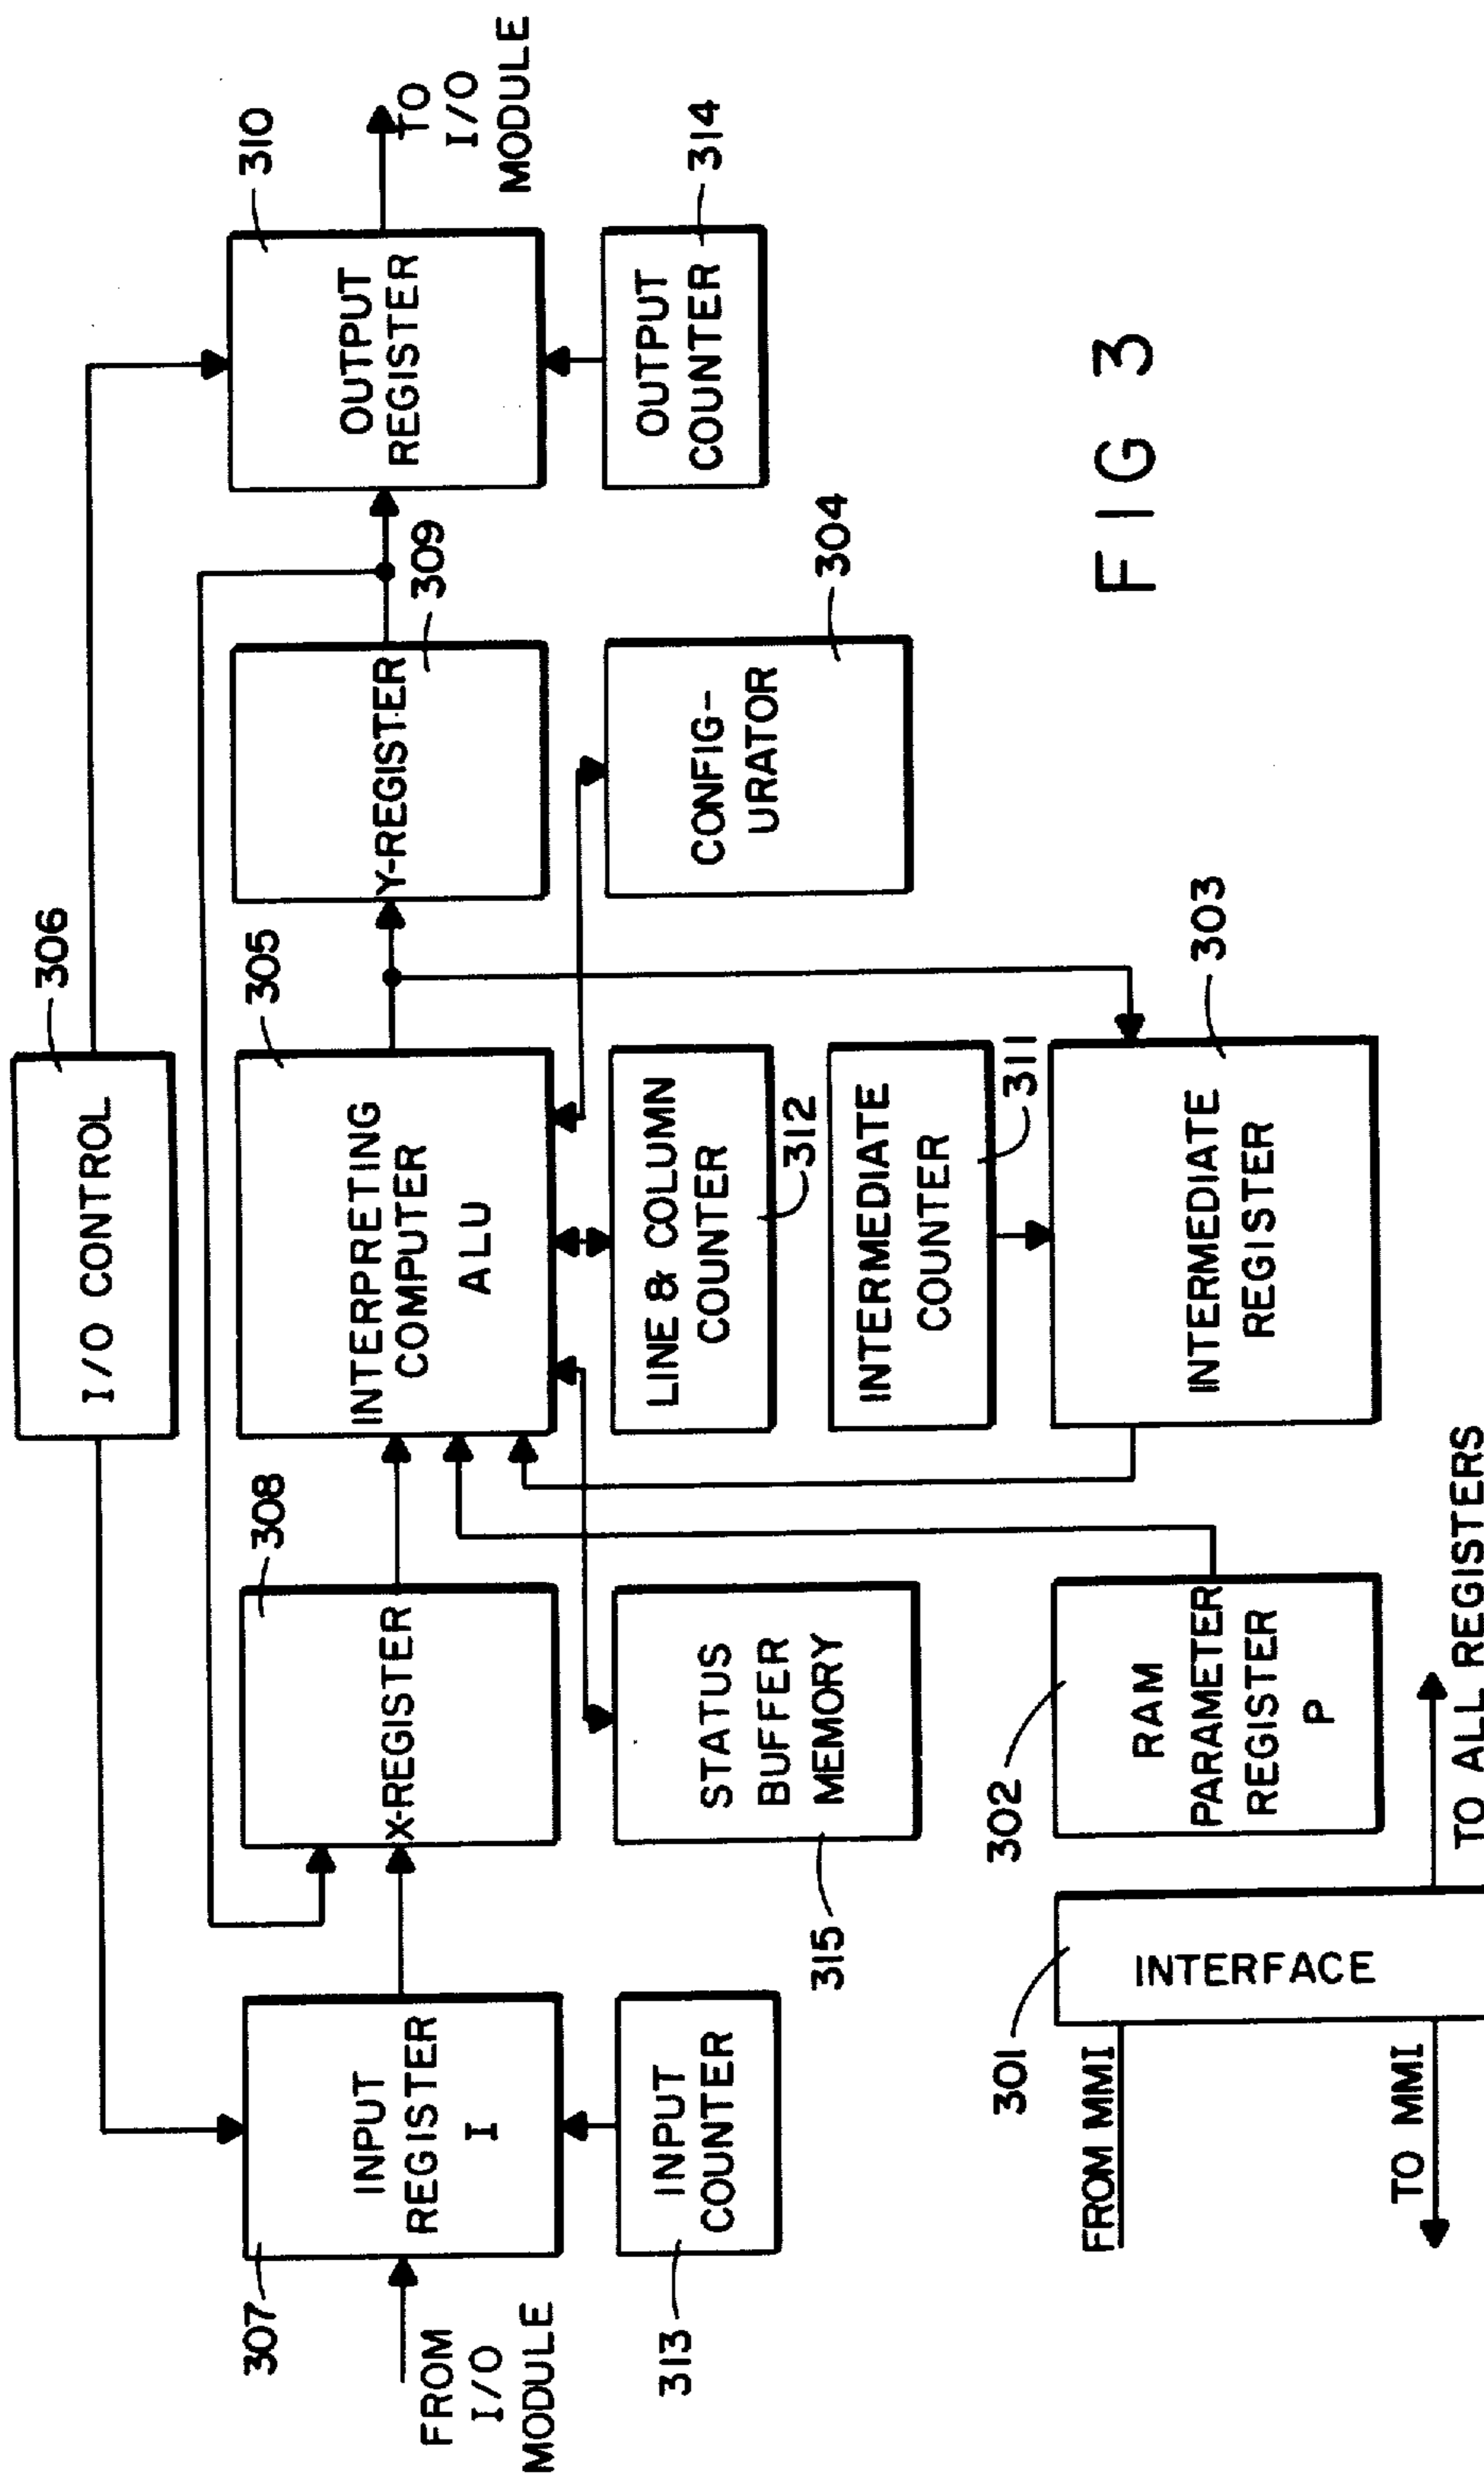 306
I/O CONTROL
307
INPUT
REGISTER
I
308
X-REGISTER
305
INTERPRETING
COMPUTER
ALU
309
Y-REGISTER
310
OUTPUT
REGISTER
FROM
I/O
MODULE
TO
I/O
MODULE
313
INPUT
COUNTER
315
STATUS
BUFFER
MEMORY
LINE & COLUMN
COUNTER
312
CONFIG-
URATOR
304
OUTPUT
COUNTER
314
INTERMEDIATE
COUNTER
311
301
INTERFACE
FROM MMI
TO MMI
302
RAM
PARAMETER
REGISTER
P
INTERMEDIATE
REGISTER
303
TO ALL REGISTERS
FIG 3